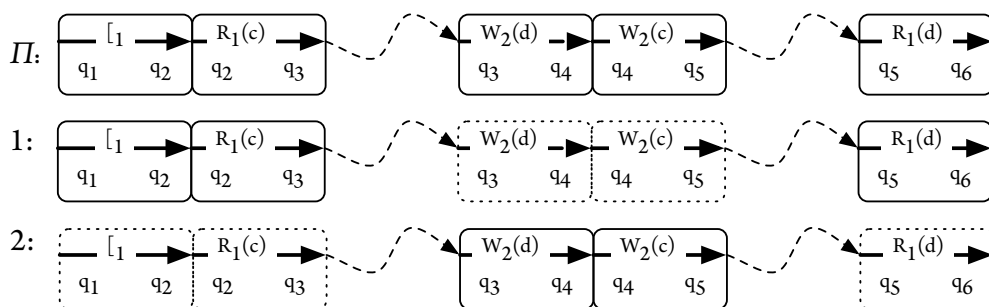 Π: [₁ R₁(c) W₂(d) W₂(c) R₁(d)
q₁ q₂ q₂ q₃ q₃ q₄ q₄ q₅ q₅ q₆
1: [₁ R₁(c) W₂(d) W₂(c) R₁(d)
q₁ q₂ q₂ q₃ q₃ q₄ q₄ q₅ q₅ q₆
2: [₁ R₁(c) W₂(d) W₂(c) R₁(d)
q₁ q₂ q₂ q₃ q₃ q₄ q₄ q₅ q₅ q₆